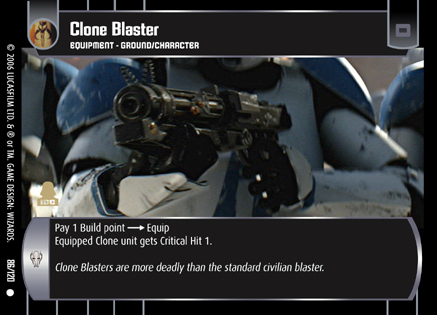 Clone Blaster
EQUIPMENT - GROUND/CHARACTER
Pay 1 Build point → Equip
Equipped Clone unit gets Critical Hit 1.
Clone Blasters are more deadly than the standard civilian blaster.
© 2006 LUCASFILM LTD. & ® or TM. GAME DESIGN: WIZARDS.
86/120